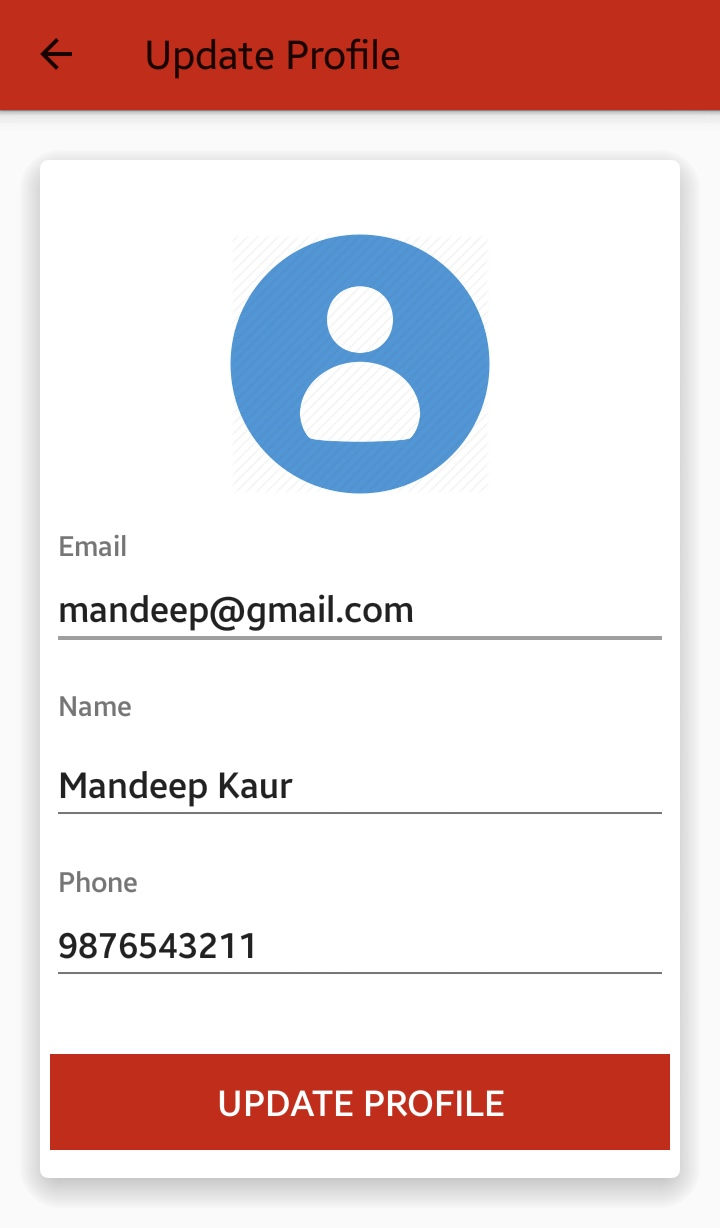 Update Profile
Email
mandeep@gmail.com
Name
Mandeep Kaur
Phone
9876543211
UPDATE PROFILE